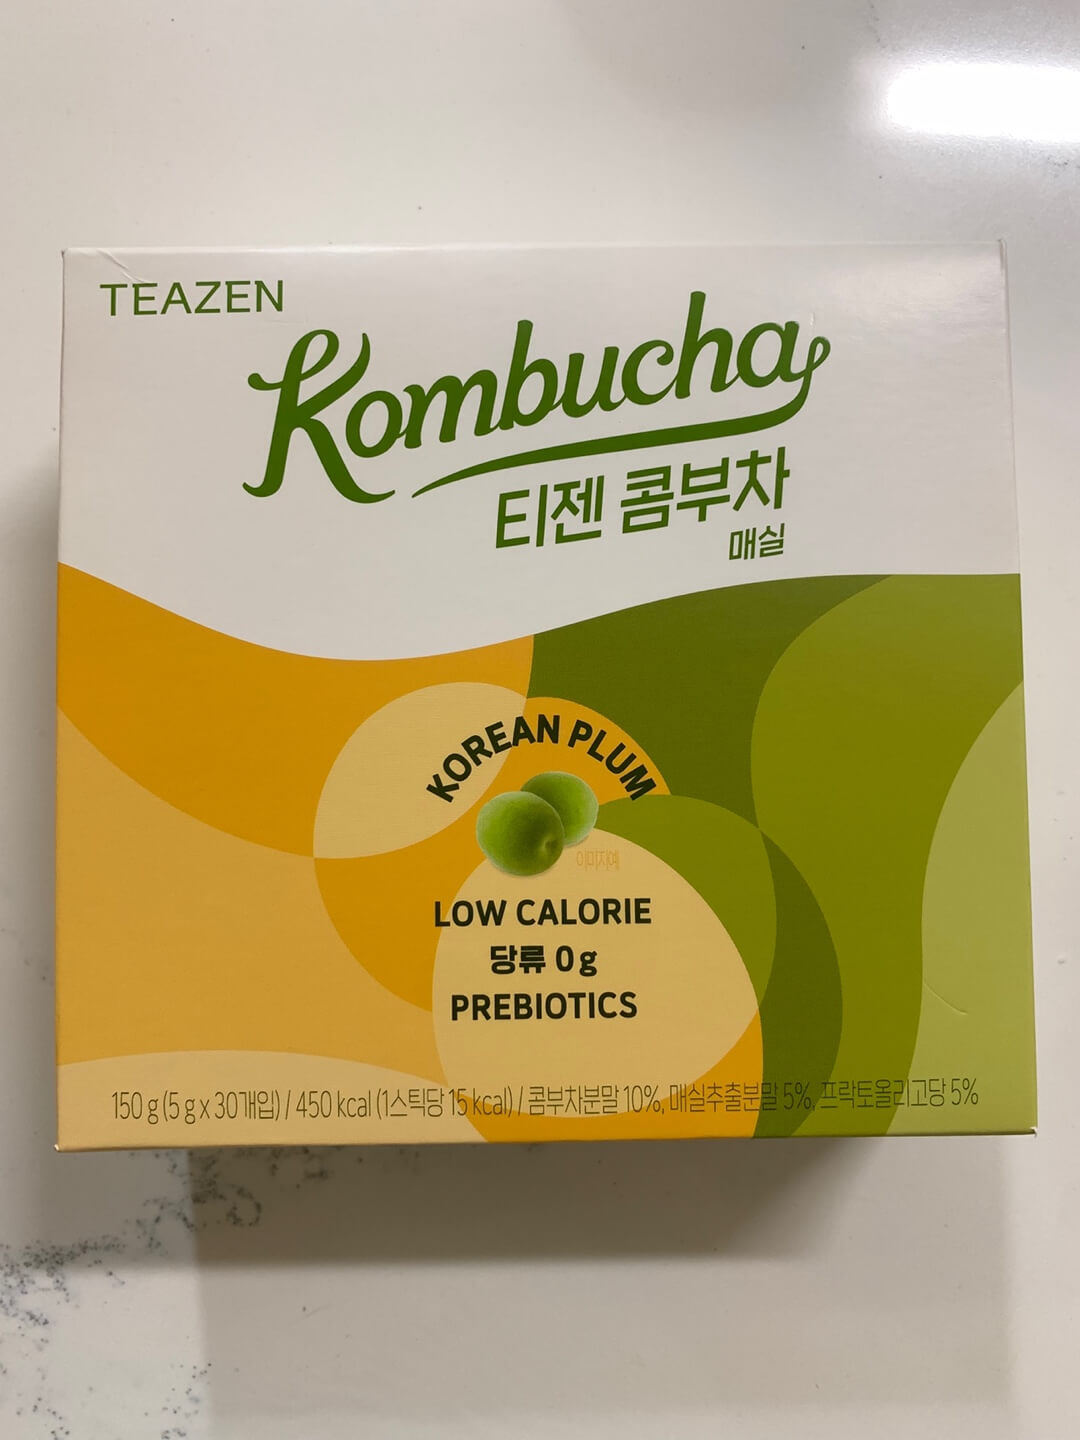 TEAZEN
Kombucha
티젠 콤부차
매실
KOREAN PLUM
이미지예
LOW CALORIE
당류 0g
PREBIOTICS
150 g (5 g x 30개입) / 450 kcal (1스틱당 15 kcal) / 콤부차분말 10%, 매실추출분말 5%, 프락토올리고당 5%